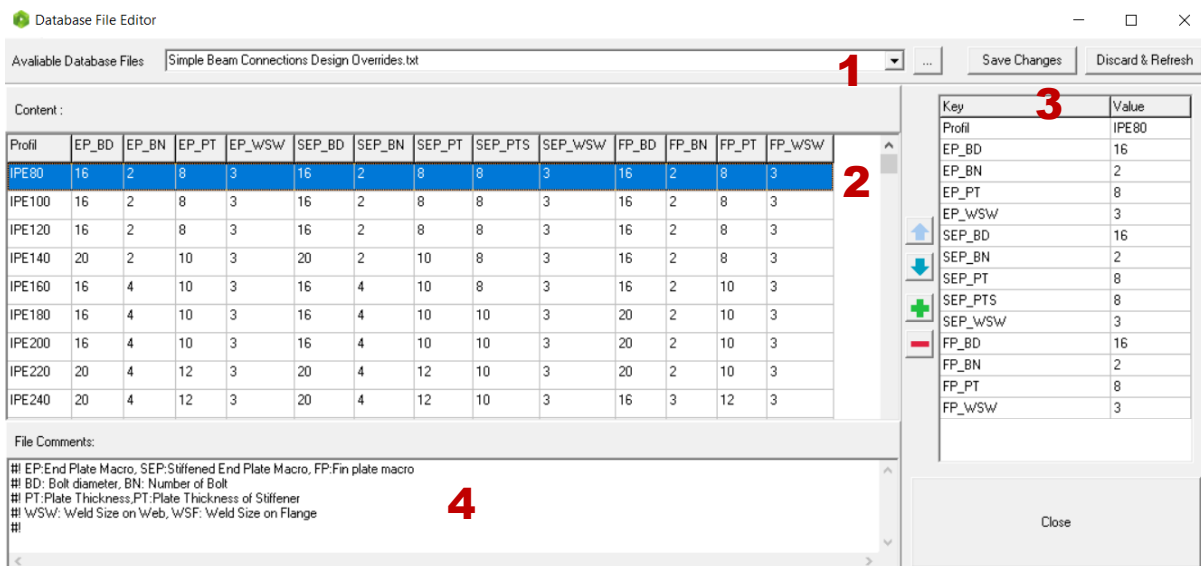 Database File Editor
Avaliable Database Files Simple Beam Connections Design Overrides.txt 1 ... Save Changes Discard & Refresh
Content :
Profil EP_BD EP_BN EP_PT EP_WSW SEP_BD SEP_BN SEP_PT SEP_PTS SEP_WSW FP_BD FP_BN FP_PT FP_WSW
IPE80 16 2 8 3 16 2 8 8 3 16 2 8 3
IPE100 16 2 8 3 16 2 8 8 3 16 2 8 3
IPE120 16 2 8 3 16 2 8 8 3 16 2 8 3
IPE140 20 2 10 3 20 2 10 8 3 16 2 8 3
IPE160 16 4 10 3 16 4 10 8 3 16 2 10 3
IPE180 16 4 10 3 16 4 10 10 3 20 2 10 3
IPE200 16 4 10 3 16 4 10 10 3 20 2 10 3
IPE220 20 4 12 3 20 4 12 10 3 20 2 10 3
IPE240 20 4 12 3 20 4 12 10 3 16 3 12 3
2
File Comments:
#! EP:End Plate Macro, SEP:Stiffened End Plate Macro, FP:Fin plate macro
#! BD: Bolt diameter, BN: Number of Bolt
#! PT:Plate Thickness,PT:Plate Thickness of Stiffener
#! WSW: Weld Size on Web, WSF: Weld Size on Flange
#!
4
Key 3 Value
Profil IPE80
EP_BD 16
EP_BN 2
EP_PT 8
EP_WSW 3
SEP_BD 16
SEP_BN 2
SEP_PT 8
SEP_PTS 8
SEP_WSW 3
FP_BD 16
FP_BN 2
FP_PT 8
FP_WSW 3
Close